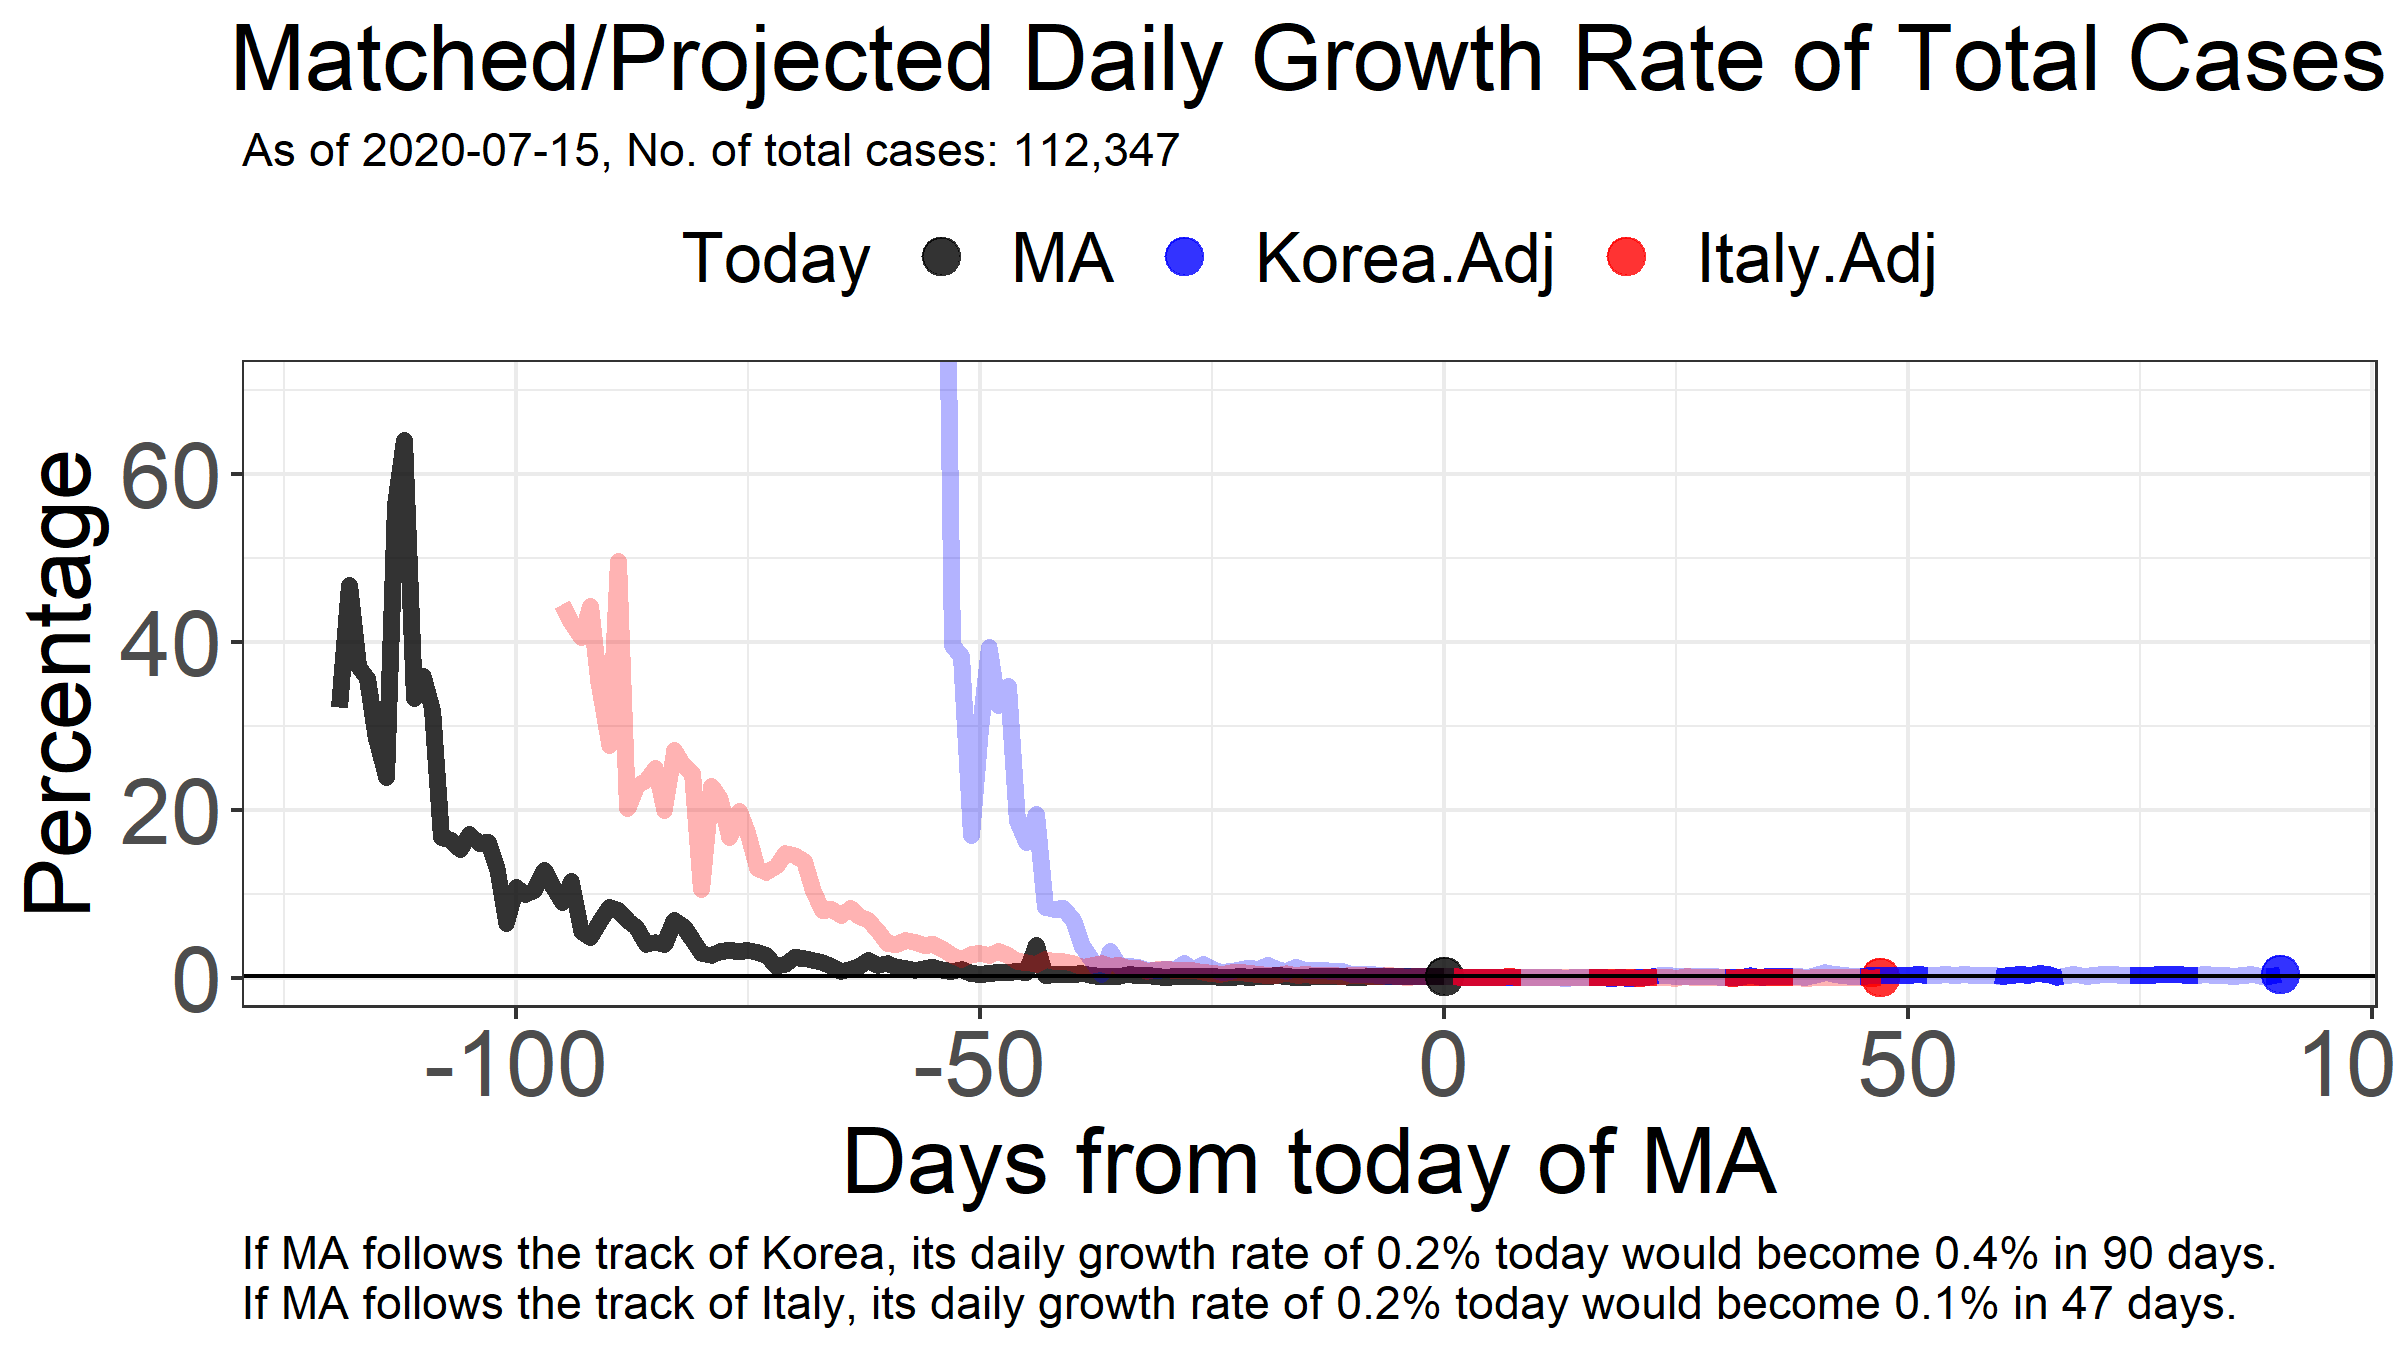 Matched/Projected Daily Growth Rate of Total Cases
As of 2020-07-15, No. of total cases: 112,347
Today MA Korea.Adj Italy.Adj
Percentage
60
40
20
0
-100 -50 0 50 10
Days from today of MA
If MA follows the track of Korea, its daily growth rate of 0.2% today would become 0.4% in 90 days.
If MA follows the track of Italy, its daily growth rate of 0.2% today would become 0.1% in 47 days.